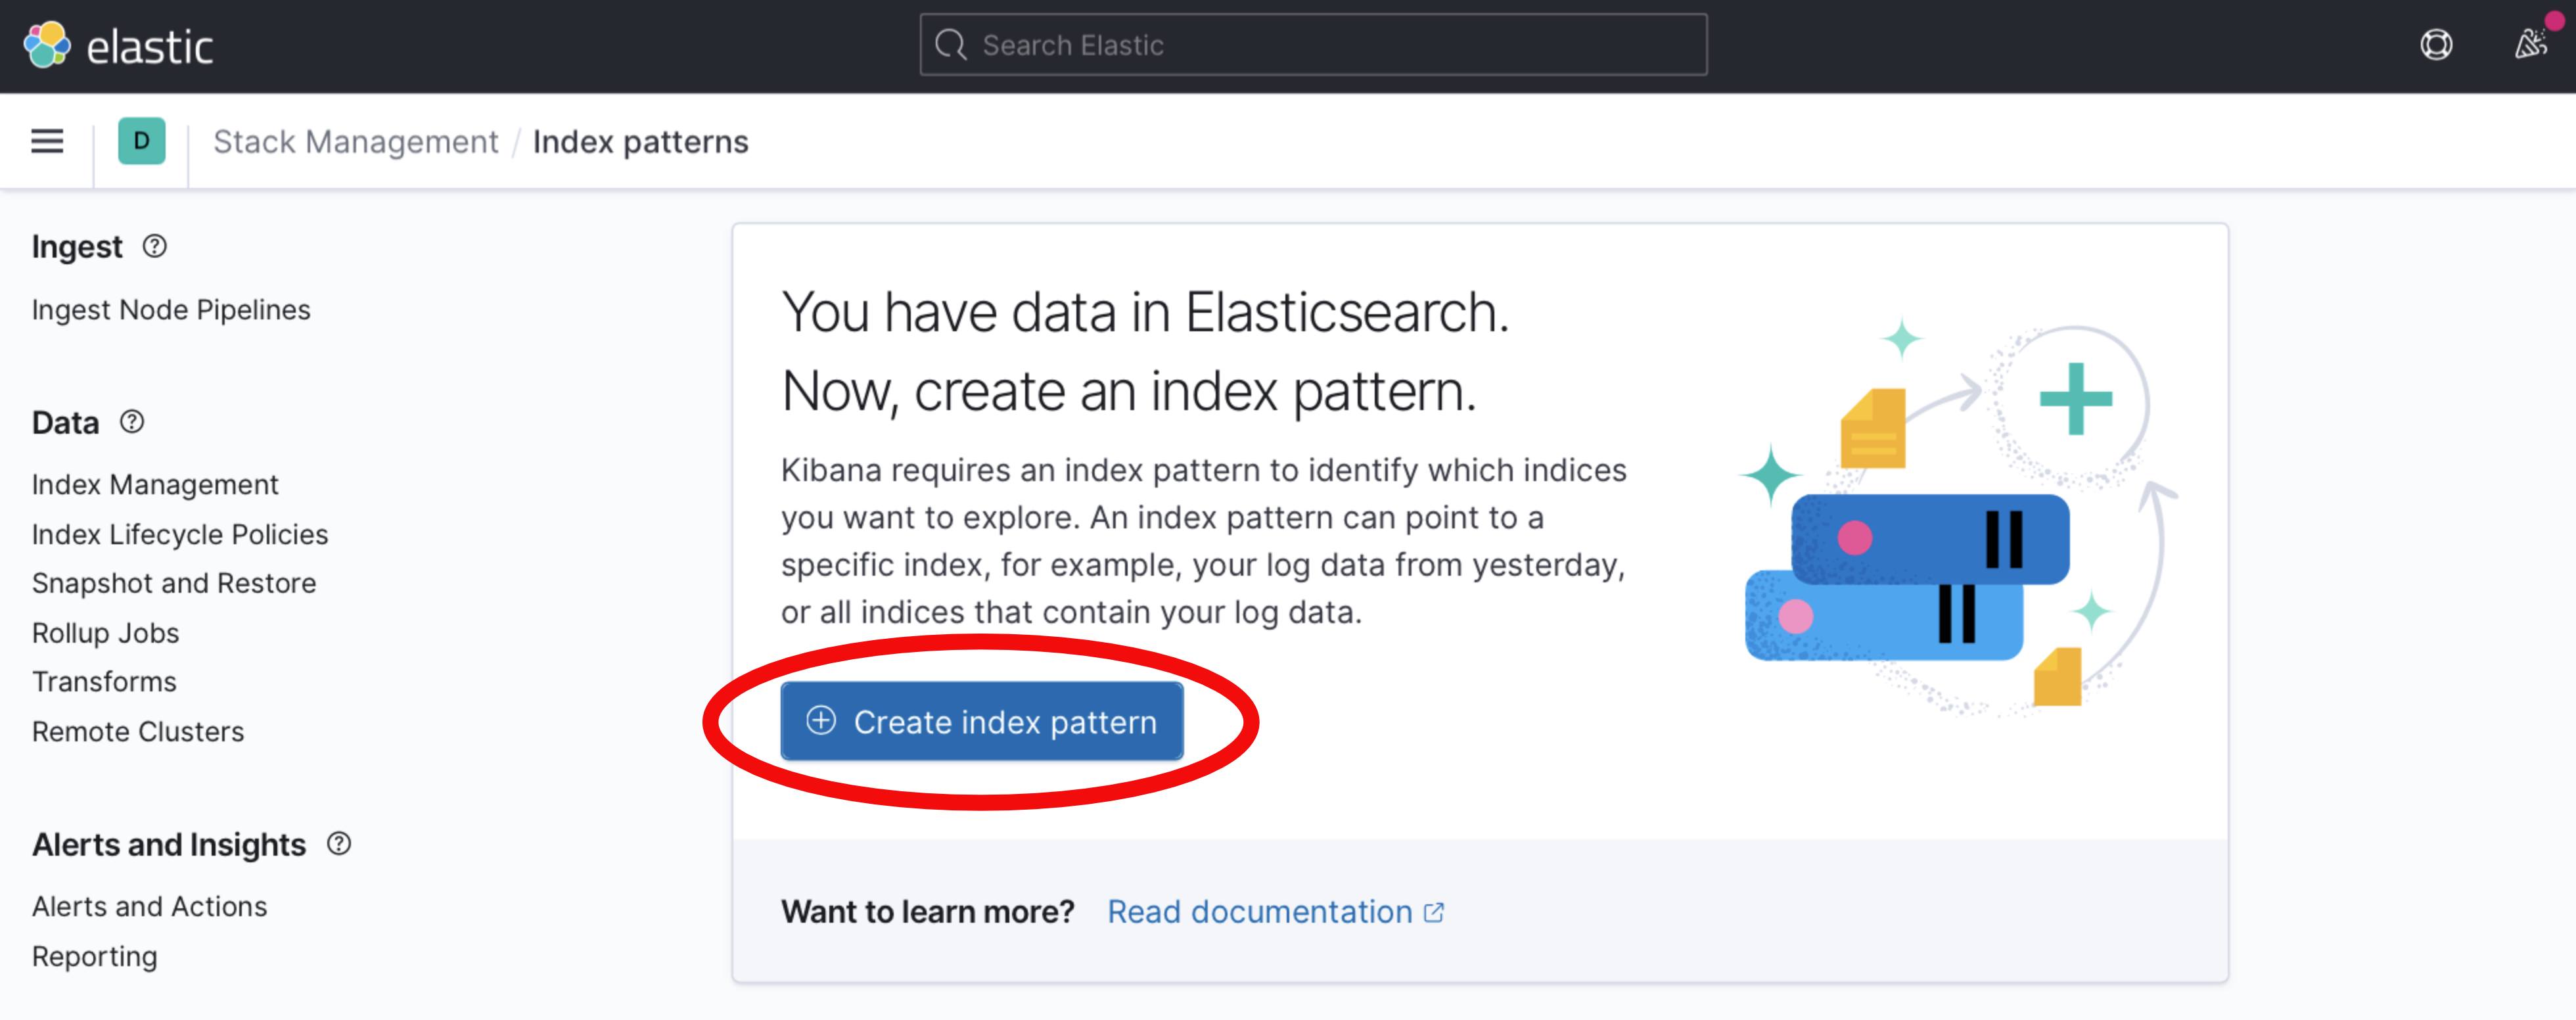 elastic
Search Elastic
D
Stack Management / Index patterns
Ingest
Ingest Node Pipelines
Data
Index Management
Index Lifecycle Policies
Snapshot and Restore
Rollup Jobs
Transforms
Remote Clusters
Alerts and Insights
Alerts and Actions
Reporting
You have data in Elasticsearch.
Now, create an index pattern.
Kibana requires an index pattern to identify which indices
you want to explore. An index pattern can point to a
specific index, for example, your log data from yesterday,
or all indices that contain your log data.
Create index pattern
Want to learn more? Read documentation